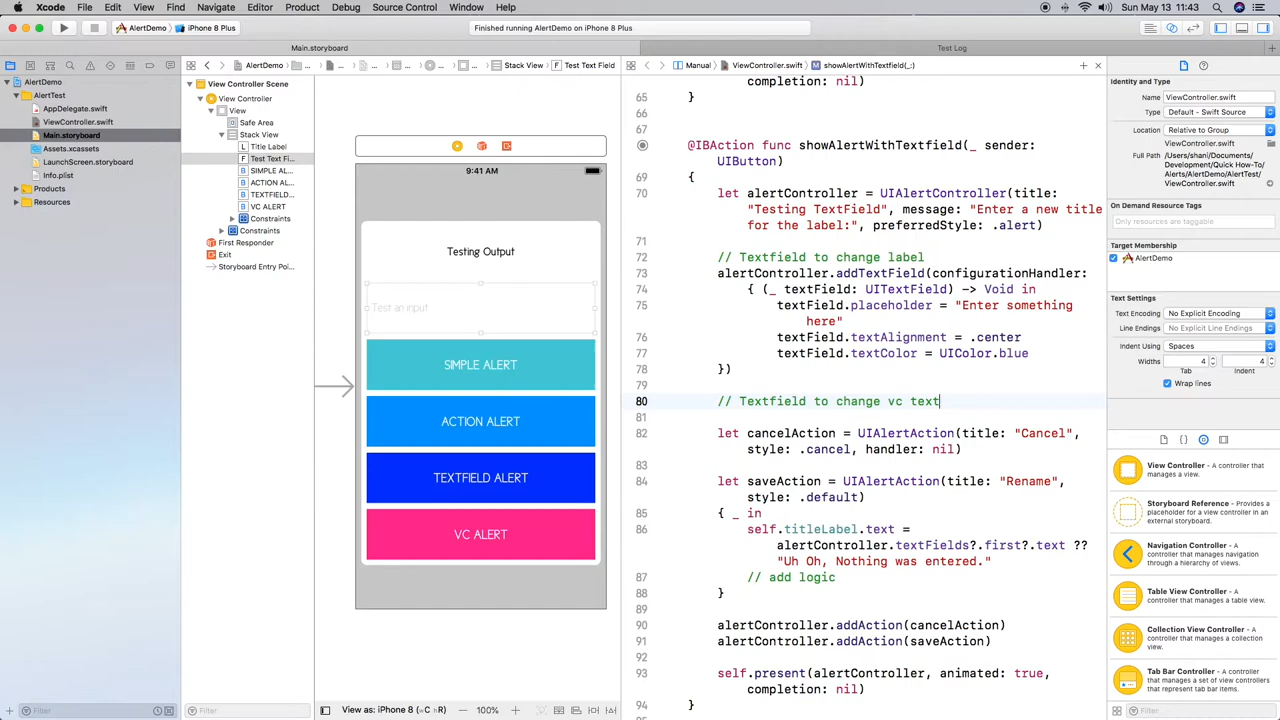 Xcode File Edit View Find Navigate Editor Product Debug Source Control Window Help
Sun May 13 11:43
AlertDemo iPhone 8 Plus
Finished running AlertDemo on iPhone 8 Plus
Main.storyboard
Test Log
AlertDemo
Stack View
Test Text Field
Manual
ViewController.swift
showAlertWithTextfield(_:)
AlertDemo
AlertTest
AppDelegate.swift
ViewController.swift
Main.storyboard
Assets.xcassets
LaunchScreen.storyboard
Info.plist
Products
Resources
Filter
View Controller Scene
View Controller
View
Safe Area
Stack View
L Title Label
F Test Text Fi...
B SIMPLE AL...
B ACTION AL...
B TEXTFIELD...
B VC ALERT
Constraints
Constraints
First Responder
Exit
Storyboard Entry Poi...
Filter
9:41 AM
Testing Output
Test an input
SIMPLE ALERT
ACTION ALERT
TEXTFIELD ALERT
VC ALERT
View as: iPhone 8 (wC hR)
100%
completion: nil)
65 }
66
67
@IBAction func showAlertWithTextfield(_ sender:
UIButton)
69 {
70 let alertController = UIAlertController(title:
"Testing TextField", message: "Enter a new title
for the label:", preferredStyle: .alert)
71
72 // Textfield to change label
73 alertController.addTextField(configurationHandler:
74 { (_ textField: UITextField) -> Void in
75 textField.placeholder = "Enter something
here"
76 textField.textAlignment = .center
77 textField.textColor = UIColor.blue
78 })
79
80 // Textfield to change vc text
81
82 let cancelAction = UIAlertAction(title: "Cancel",
style: .cancel, handler: nil)
83
84 let saveAction = UIAlertAction(title: "Rename",
style: .default)
85 { _ in
86 self.titleLabel.text =
alertController.textFields?.first?.text ??
"Uh Oh, Nothing was entered."
87 // add logic
88 }
89
90 alertController.addAction(cancelAction)
91 alertController.addAction(saveAction)
92
93 self.present(alertController, animated: true,
completion: nil)
94 }
Identity and Type
Name ViewController.swift
Type Default - Swift Source
Location Relative to Group
ViewController.swift
Full Path /Users/shani/Documents/
Development/Quick How-To/
Alerts/AlertDemo/AlertTest/
ViewController.swift
On Demand Resource Tags
Only resources are taggable
Target Membership
AlertDemo
Text Settings
Text Encoding No Explicit Encoding
Line Endings No Explicit Line Endings
Indent Using Spaces
Widths 4 4
Tab Indent
Wrap lines
View Controller - A controller that
manages a view.
Storyboard Reference - Provides a
placeholder for a view controller in an
external storyboard.
Navigation Controller - A
controller that manages navigation
through a hierarchy of views.
Table View Controller - A
controller that manages a table view.
Collection View Controller - A
controller that manages a collection
view.
Tab Bar Controller - A controller
that manages a set of view controllers
that represent tab bar items.
Filter